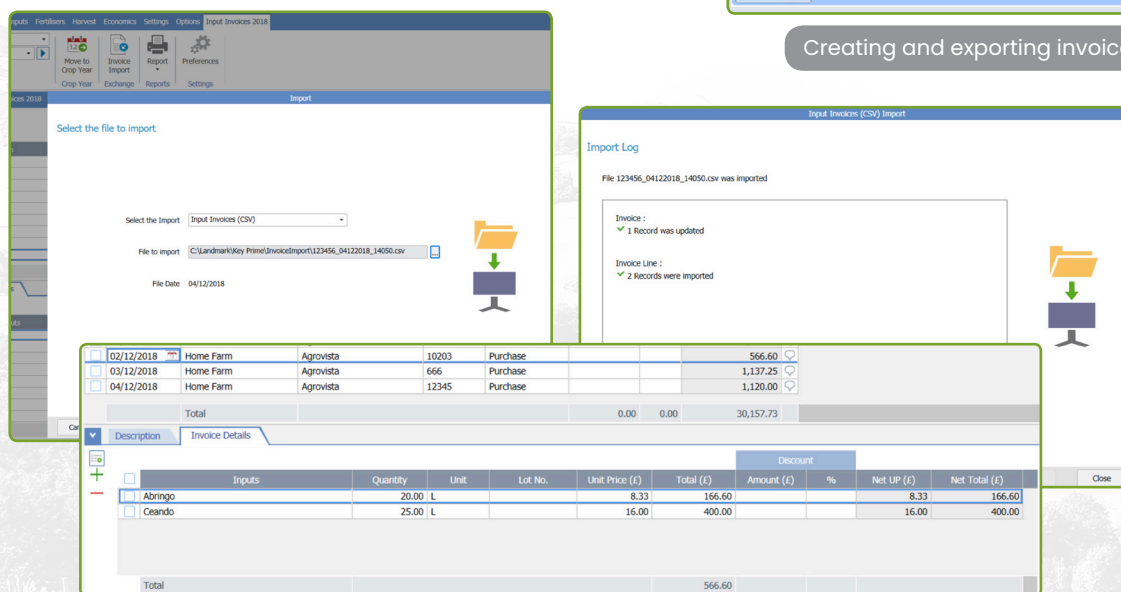 nputs Fertilisers Harvest Economics Settings Options Input Invoices 2018
Creating and exporting invoice
Move to Crop Year
Invoice Import
Report
Preferences
Crop Year Exchange Reports Settings
ices 2018
Import
Select the file to import
Select the Import Input Invoices (CSV)
File to import C:\Landmark\Key Prime\InvoiceImport\123456_04122018_14050.csv ...
File Date 04/12/2018
Input Invoices (CSV) Import
Import Log
File 123456_04122018_14050.csv was imported
Invoice :
1 Record was updated
Invoice Line :
2 Records were imported
Close
02/12/2018 Home Farm Agrovista 10203 Purchase 566.60
03/12/2018 Home Farm Agrovista 666 Purchase 1,137.25
04/12/2018 Home Farm Agrovista 12345 Purchase 1,120.00
Total 0.00 0.00 30,157.73
Car
Description Invoice Details
Discount
Inputs Quantity Unit Lot No. Unit Price (£) Total (£) Amount (£) % Net UP (£) Net Total (£)
Abringo 20.00 L 8.33 166.60 8.33 166.60
Ceando 25.00 L 16.00 400.00 16.00 400.00
Total 566.60